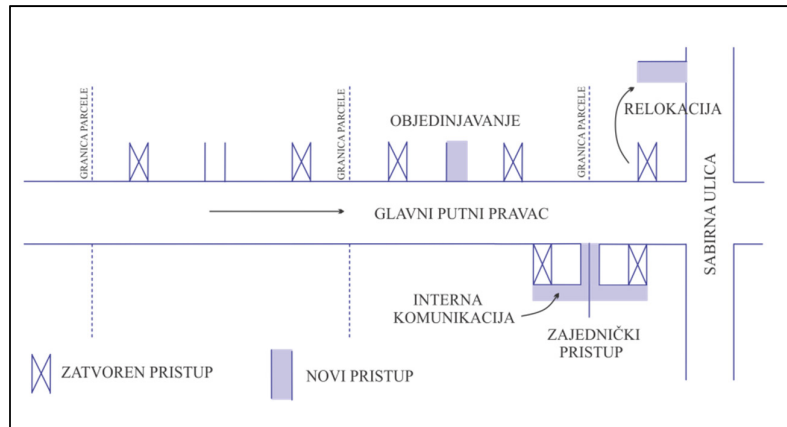 GRANICA PARCELE
GRANICA PARCELE
OBJEDINJAVANJE
GRANICA PARCELE
RELOKACIJA
GLAVNI PUTNI PRAVAC
SABIRNA ULICA
INTERNA
KOMUNIKACIJA
ZAJEDNIČKI
PRISTUP
ZATVOREN PRISTUP
NOVI PRISTUP